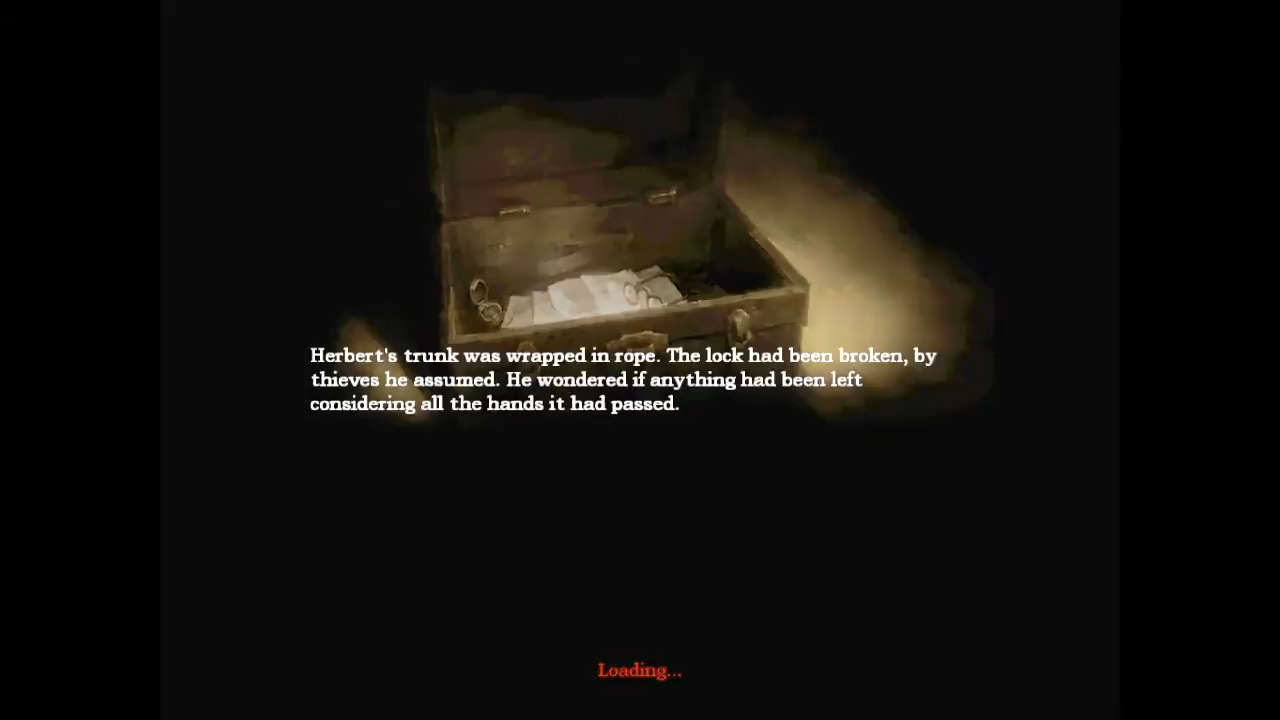 Herbert's trunk was wrapped in rope. The lock had been broken, by
thieves he assumed. He wondered if anything had been left
considering all the hands it had passed.
Loading...